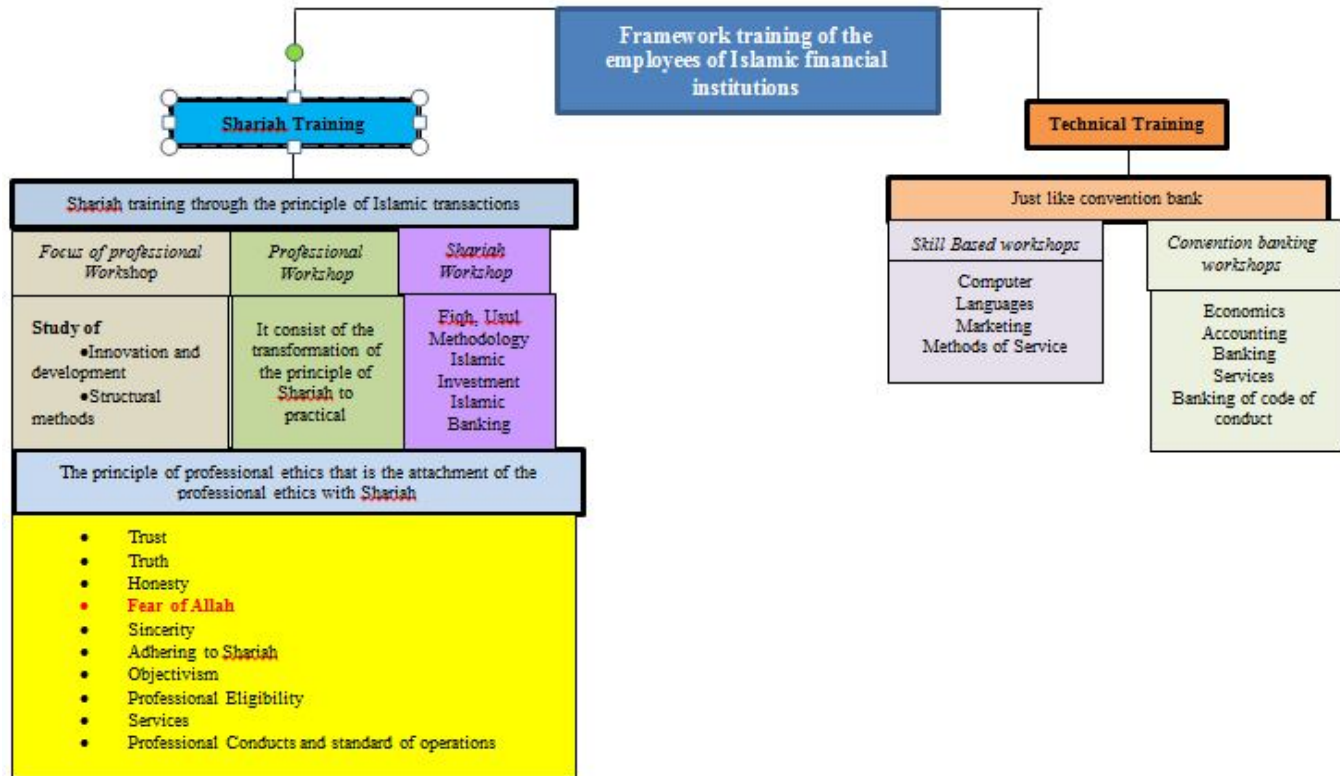 Framework training of the
employees of Islamic financial
institutions
Shariah Training
Technical Training
Shariah training through the principle of Islamic transactions
Focus of professional
Workshop
Study of
●Innovation and
development
●Structural
methods
Professional
Workshop
It consist of the
transformation of
the principle of
Shariah to
practical
Shariah
Workshop
Fiqh, Usul
Methodology
Islamic
Investment
Islamic
Banking
The principle of professional ethics that is the attachment of the
professional ethics with Shariah
● Trust
● Truth
● Honesty
● Fear of Allah
● Sincerity
● Adhering to Shariah
● Objectivism
● Professional Eligibility
● Services
● Professional Conducts and standard of operations
Just like convention bank
Skill Based workshops
Computer
Languages
Marketing
Methods of Service
Convention banking
workshops
Economics
Accounting
Banking
Services
Banking of code of
conduct